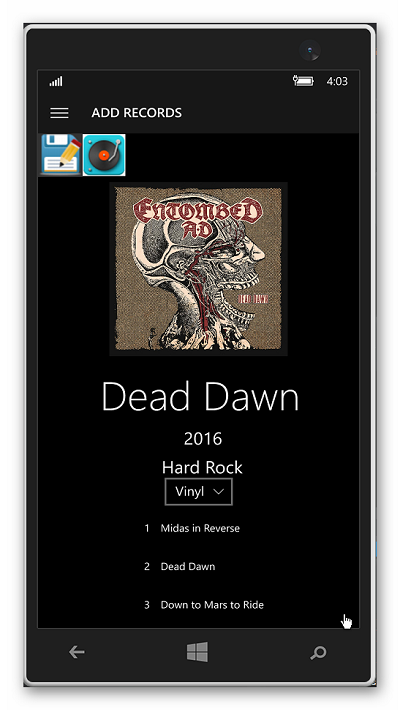 4:03
ADD RECORDS
ENTOMBED
AD
DEAD DAWN
Dead Dawn
2016
Hard Rock
Vinyl
1 Midas in Reverse
2 Dead Dawn
3 Down to Mars to Ride